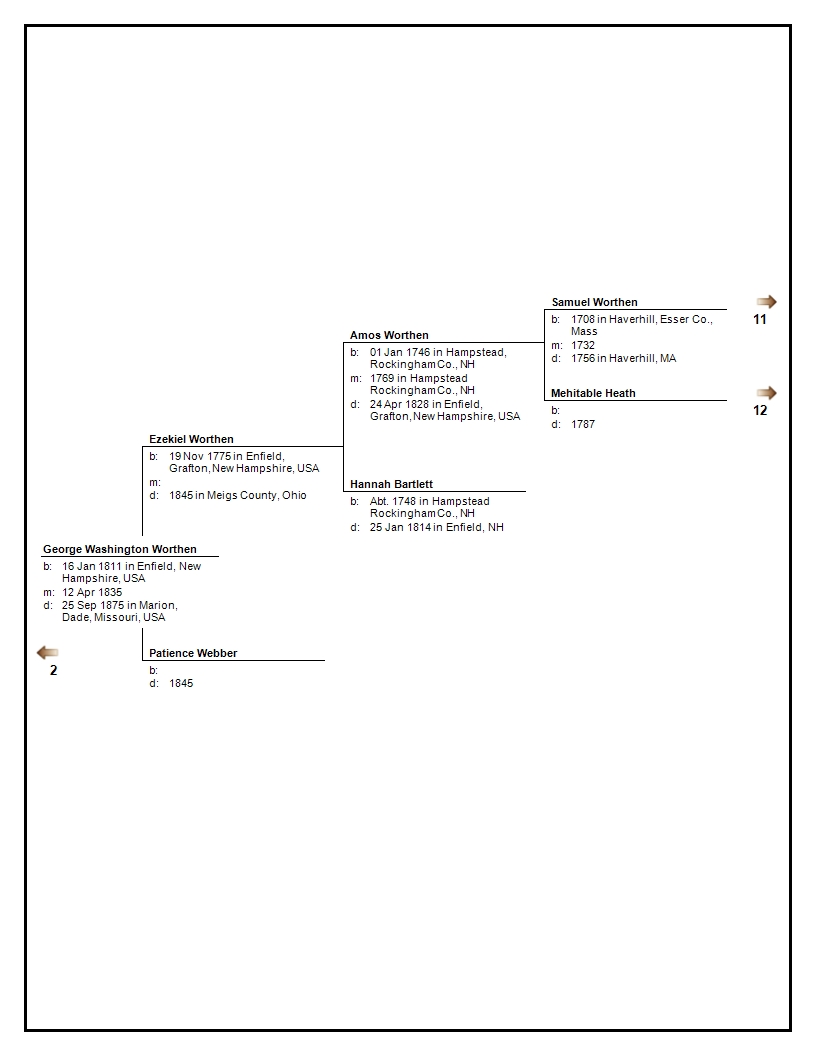 Samuel Worthen
b: 1708 in Haverhill, Esser Co.,
Mass
m: 1732
d: 1756 in Haverhill, MA
11
Amos Worthen
b: 01 Jan 1746 in Hampstead,
Rockingham Co., NH
m: 1769 in Hampstead
Rockingham Co., NH
d: 24 Apr 1828 in Enfield,
Grafton, New Hampshire, USA
Mehitable Heath
b:
d: 1787
12
Ezekiel Worthen
b: 19 Nov 1775 in Enfield,
Grafton, New Hampshire, USA
m:
d: 1845 in Meigs County, Ohio
Hannah Bartlett
b: Abt. 1748 in Hampstead
Rockingham Co., NH
d: 25 Jan 1814 in Enfield, NH
George Washington Worthen
b: 16 Jan 1811 in Enfield, New
Hampshire, USA
m: 12 Apr 1835
d: 25 Sep 1875 in Marion,
Dade, Missouri, USA
2
Patience Webber
b:
d: 1845